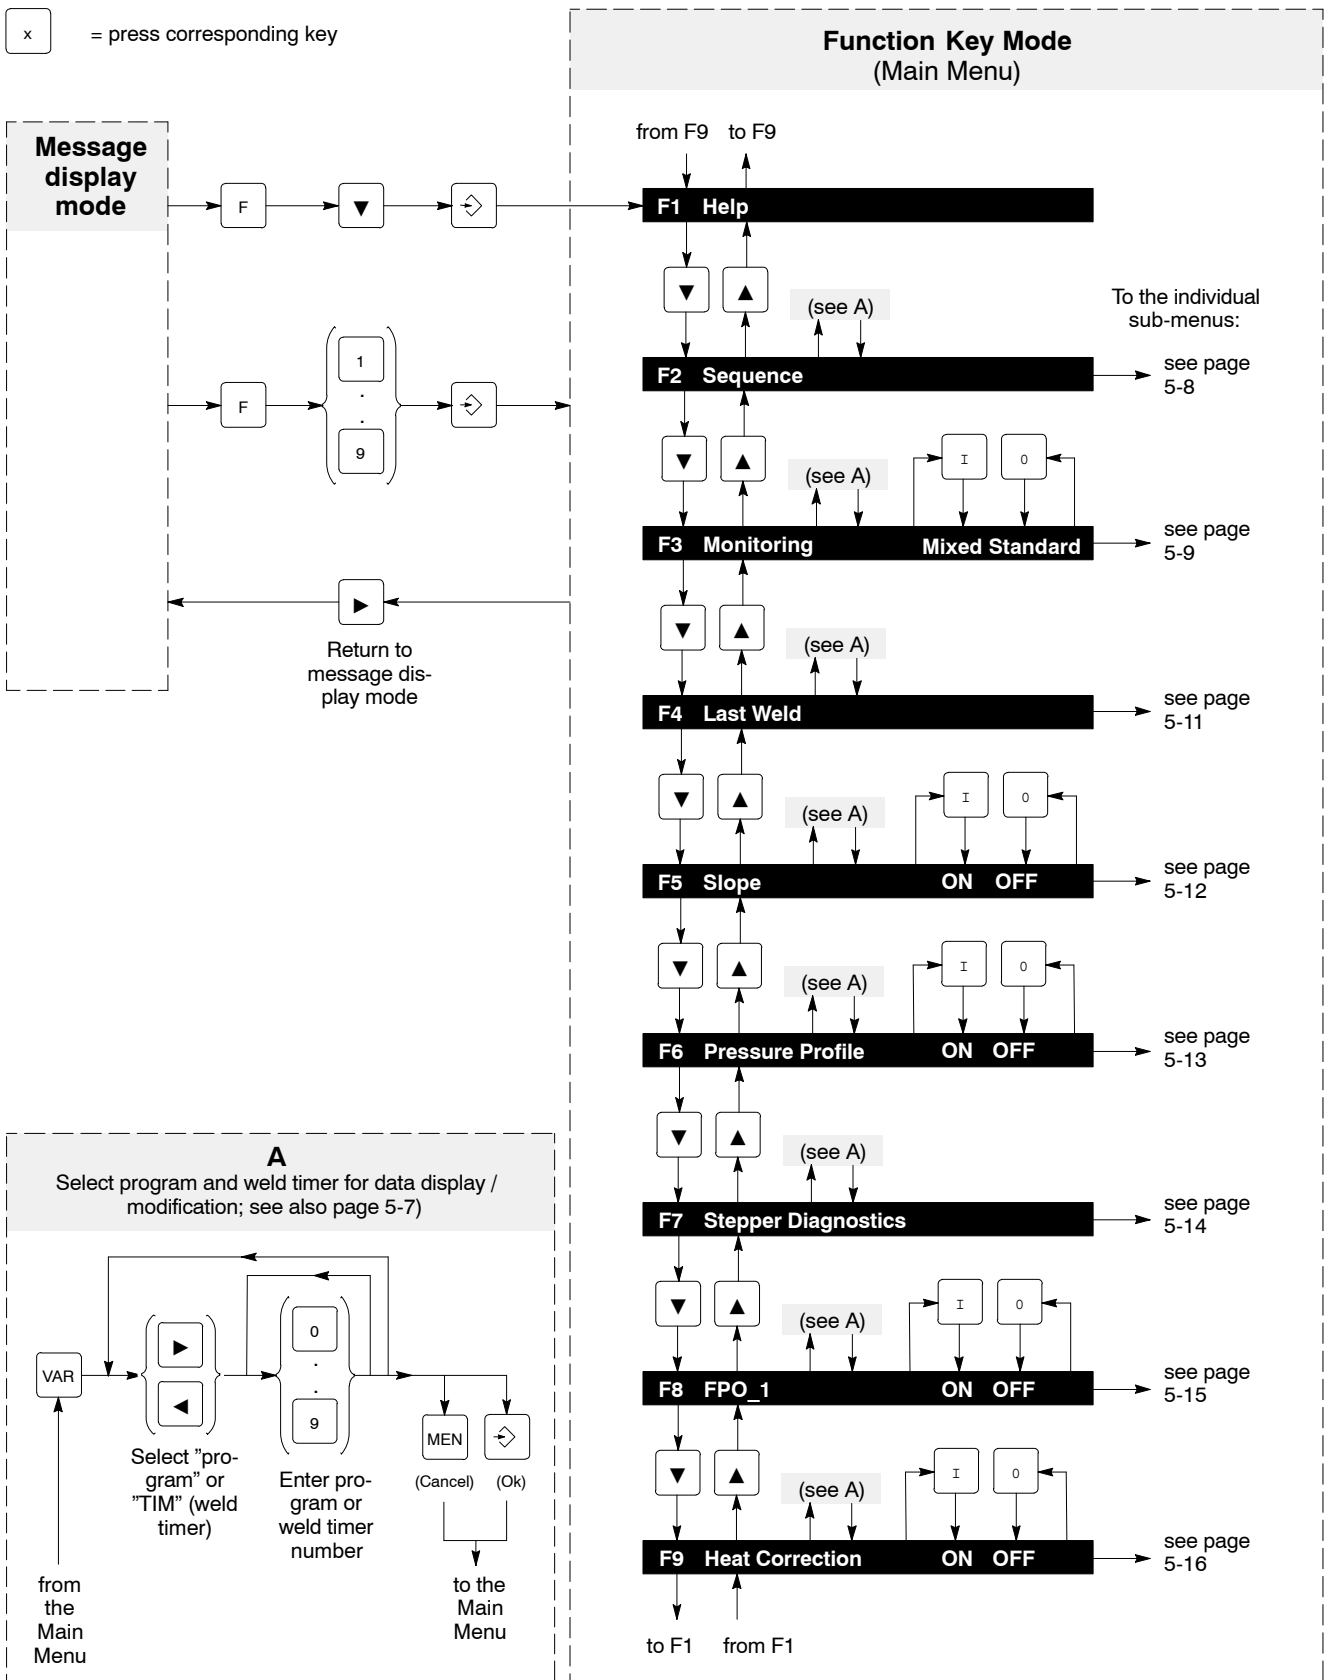 x = press corresponding key
Function Key Mode
(Main Menu)
Message
display
mode
F
▼
from F9 to F9
F1 Help
▼ ▲
(see A)
To the individual
sub-menus:
F
1
.
.
9
F2 Sequence
see page
5-8
▼ ▲
(see A)
I 0
F3 Monitoring Mixed Standard
see page
5-9
▶
Return to
message dis-
play mode
▼ ▲
(see A)
F4 Last Weld
see page
5-11
▼ ▲
(see A)
I 0
F5 Slope ON OFF
see page
5-12
▼ ▲
(see A)
I 0
F6 Pressure Profile ON OFF
see page
5-13
▼ ▲
(see A)
F7 Stepper Diagnostics
see page
5-14
▼ ▲
(see A)
I 0
F8 FPO_1 ON OFF
see page
5-15
▼ ▲
(see A)
I 0
F9 Heat Correction ON OFF
see page
5-16
to F1 from F1
A
Select program and weld timer for data display /
modification; see also page 5-7)
VAR
▶
◀
0
.
.
9
MEN
(Cancel) (Ok)
Select ”pro-
gram” or
”TIM” (weld
timer)
Enter pro-
gram or
weld timer
number
from
the
Main
Menu
to the
Main
Menu